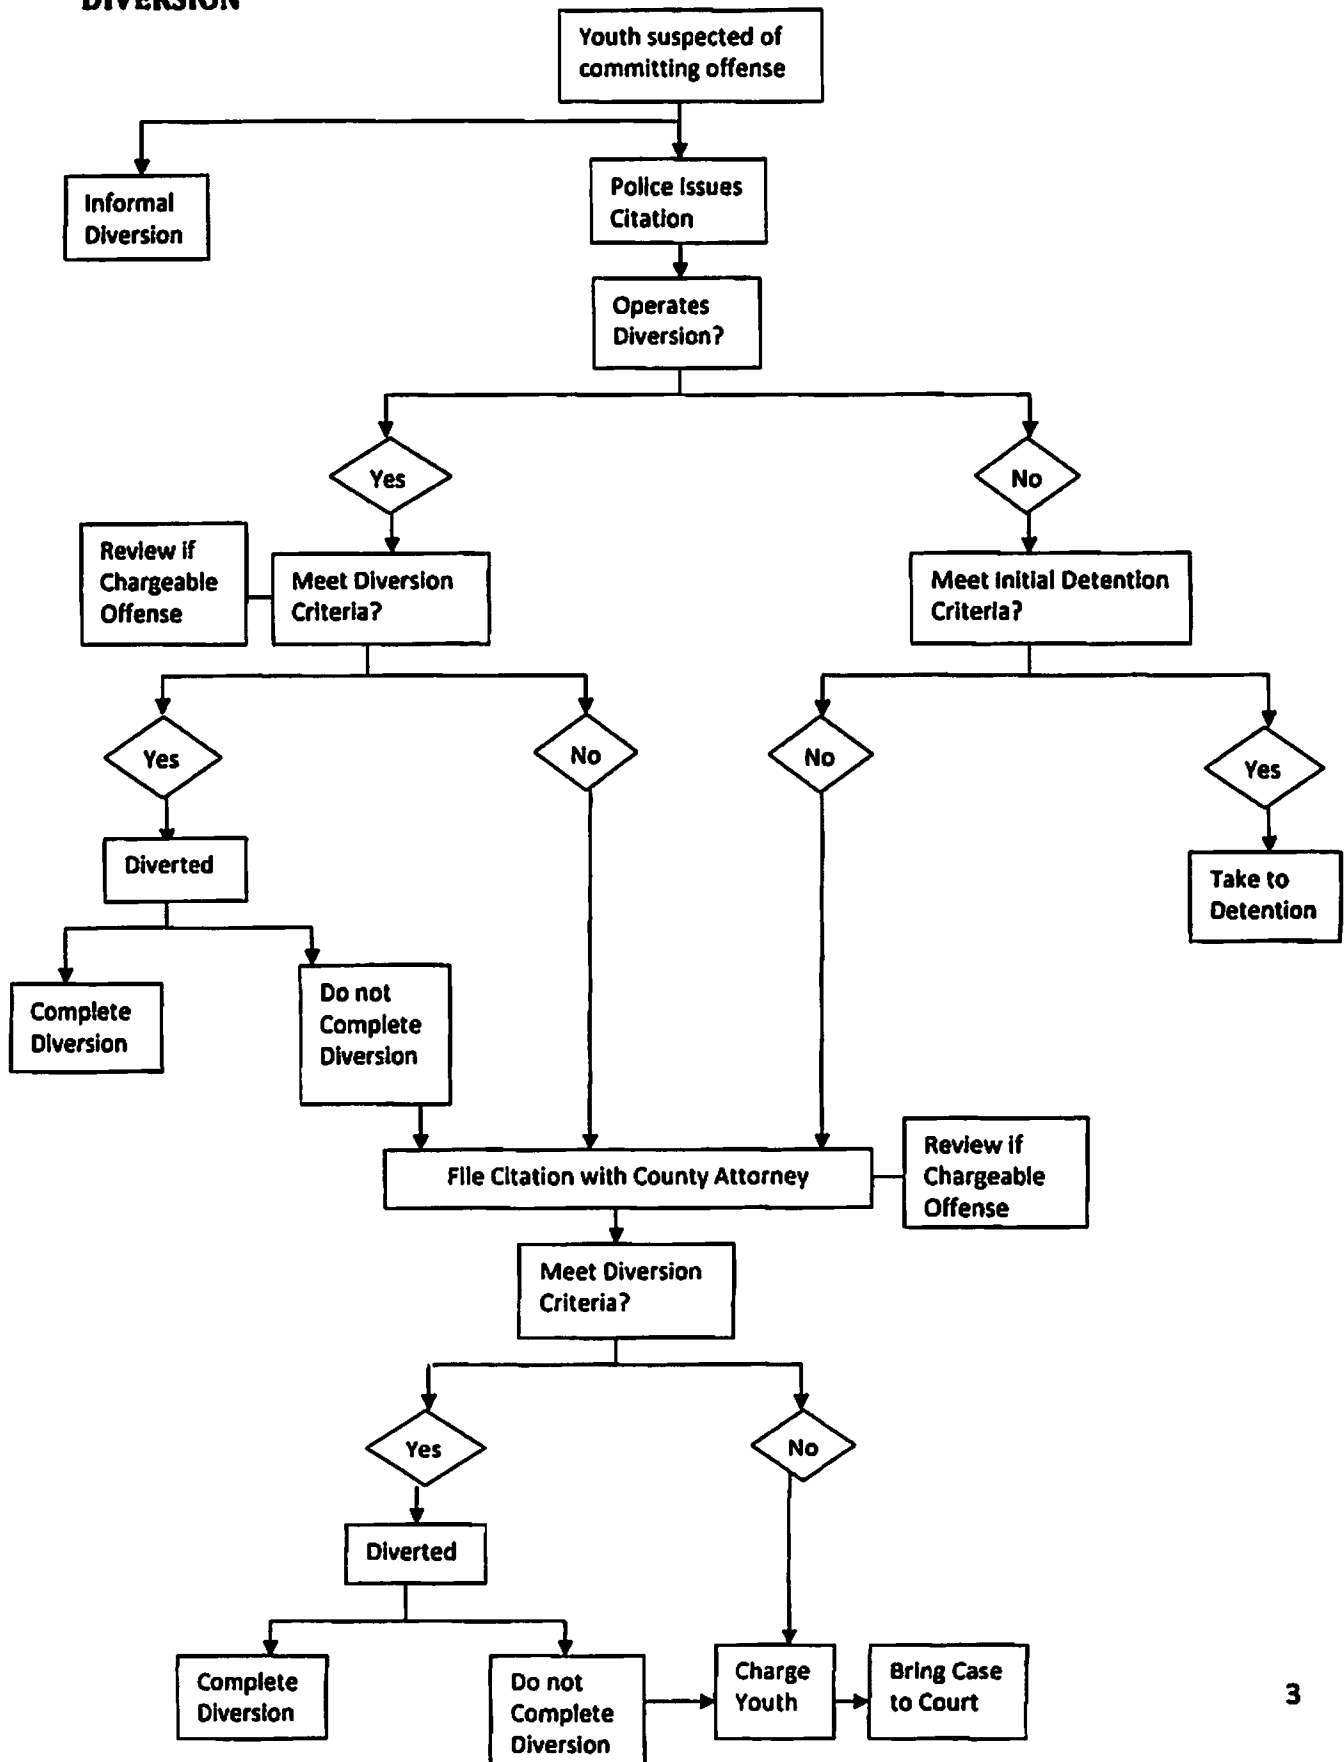 DIVERSION
Youth suspected of
committing offense
Informal
Diversion
Police Issues
Citation
Operates
Diversion?
Yes
No
Review if
Chargeable
Offense
Meet Diversion
Criteria?
Meet Initial Detention
Criteria?
Yes
No
No
Yes
Diverted
Take to
Detention
Complete
Diversion
Do not
Complete
Diversion
File Citation with County Attorney
Review if
Chargeable
Offense
Meet Diversion
Criteria?
Yes
No
Diverted
Complete
Diversion
Do not
Complete
Diversion
Charge
Youth
Bring Case
to Court
3